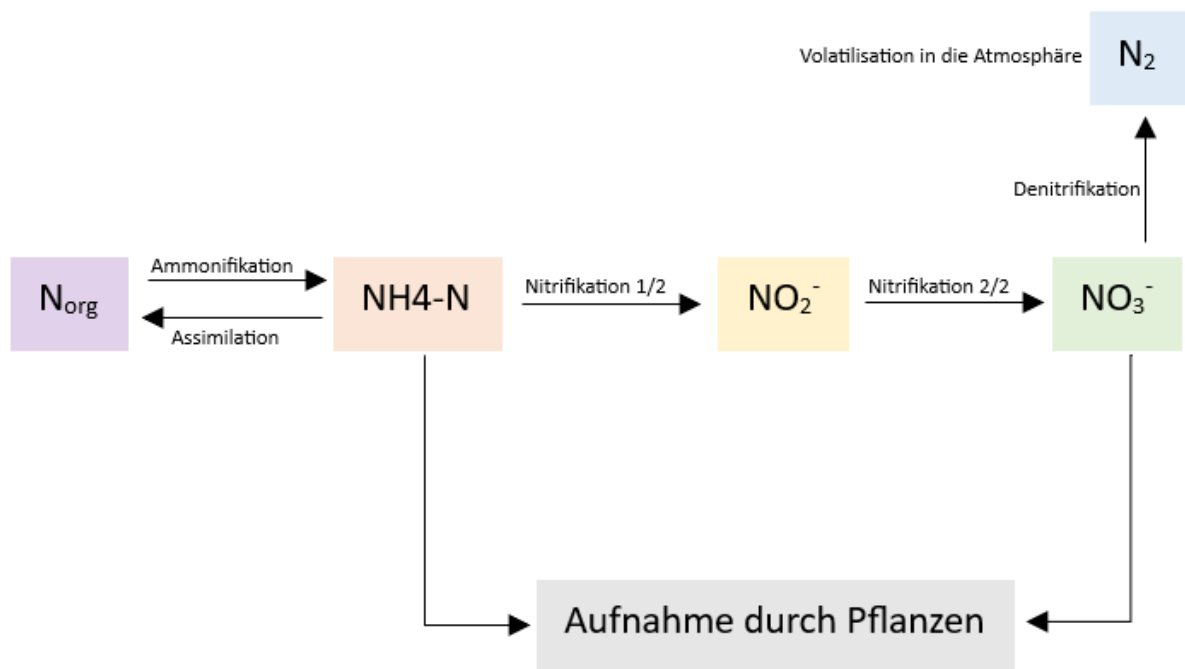 Volatilisation in die Atmosphäre
N₂
Denitrifikation
N_org
Ammonifikation
Assimilation
NH4-N
Nitrifikation 1/2
NO₂⁻
Nitrifikation 2/2
NO₃⁻
Aufnahme durch Pflanzen